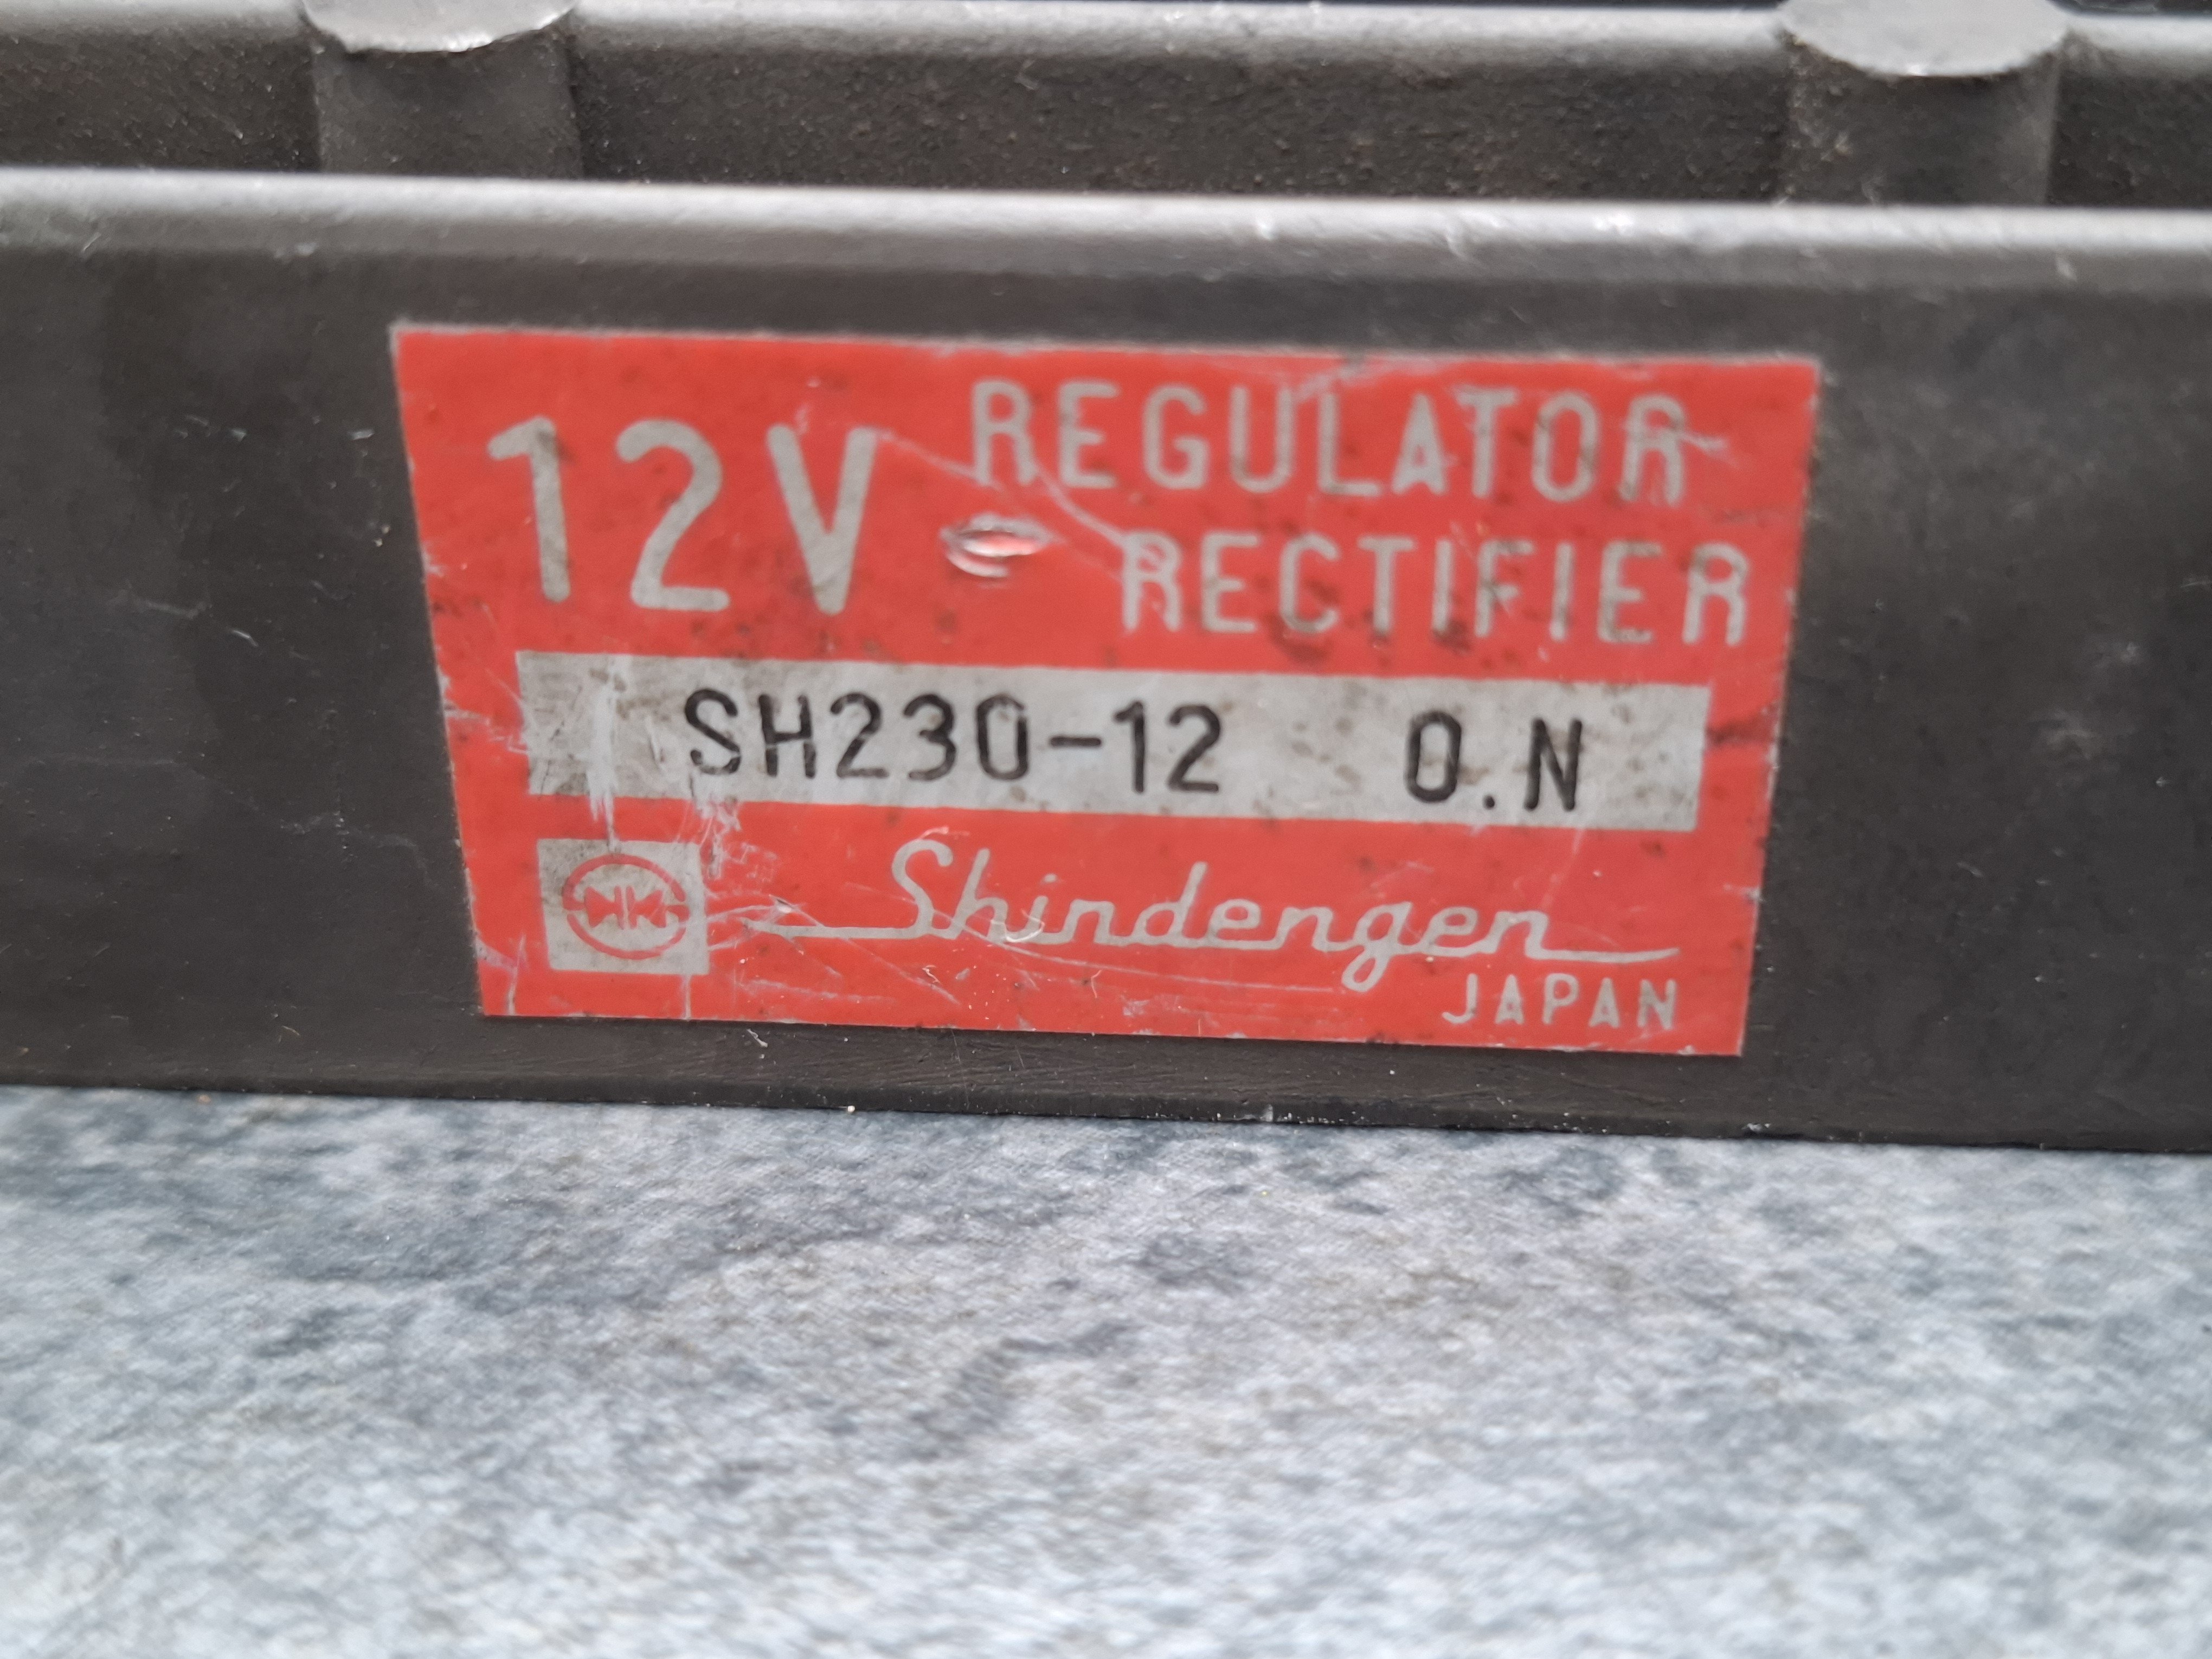 12V REGULATOR
RECTIFIER
SH230-12 O.N
Shindengen
JAPAN